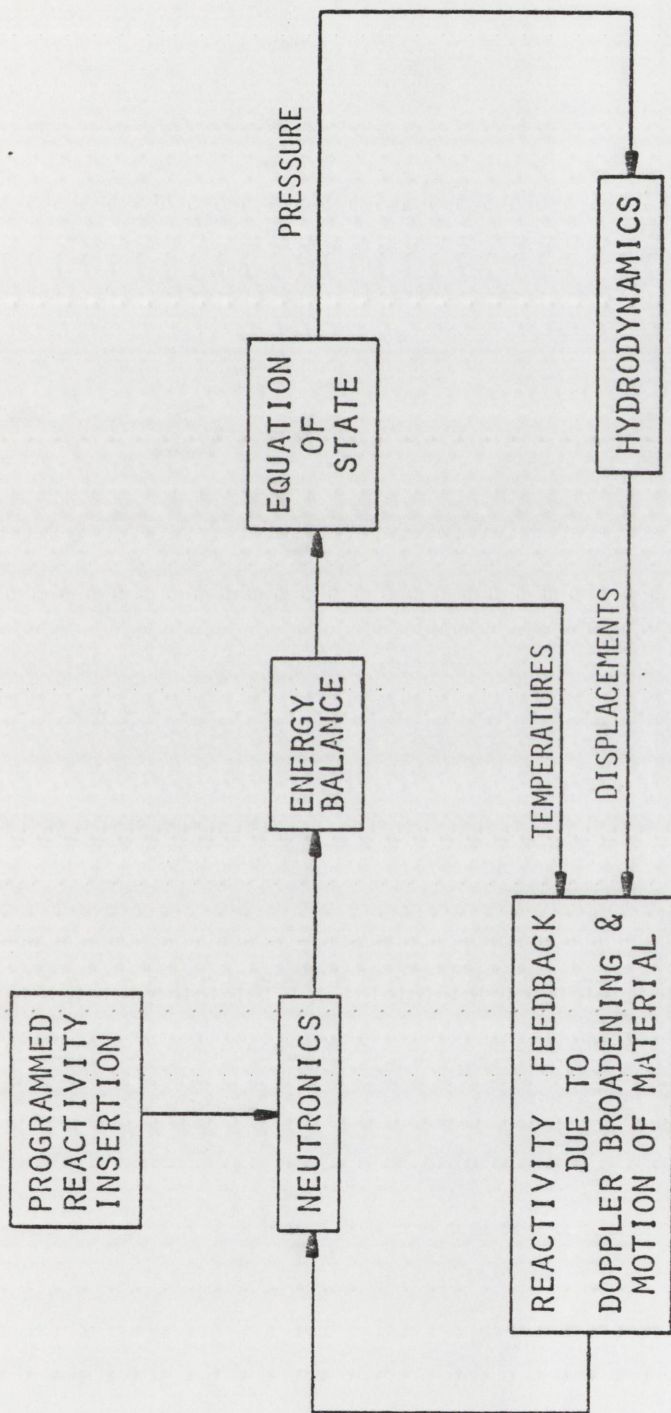 PROGRAMMED
REACTIVITY
INSERTION
NEUTRONICS
ENERGY
BALANCE
EQUATION
OF
STATE
PRESSURE
TEMPERATURES
DISPLACEMENTS
HYDRODYNAMICS
REACTIVITY FEEDBACK
DUE TO
DOPPLER BROADENING &
MOTION OF MATERIAL